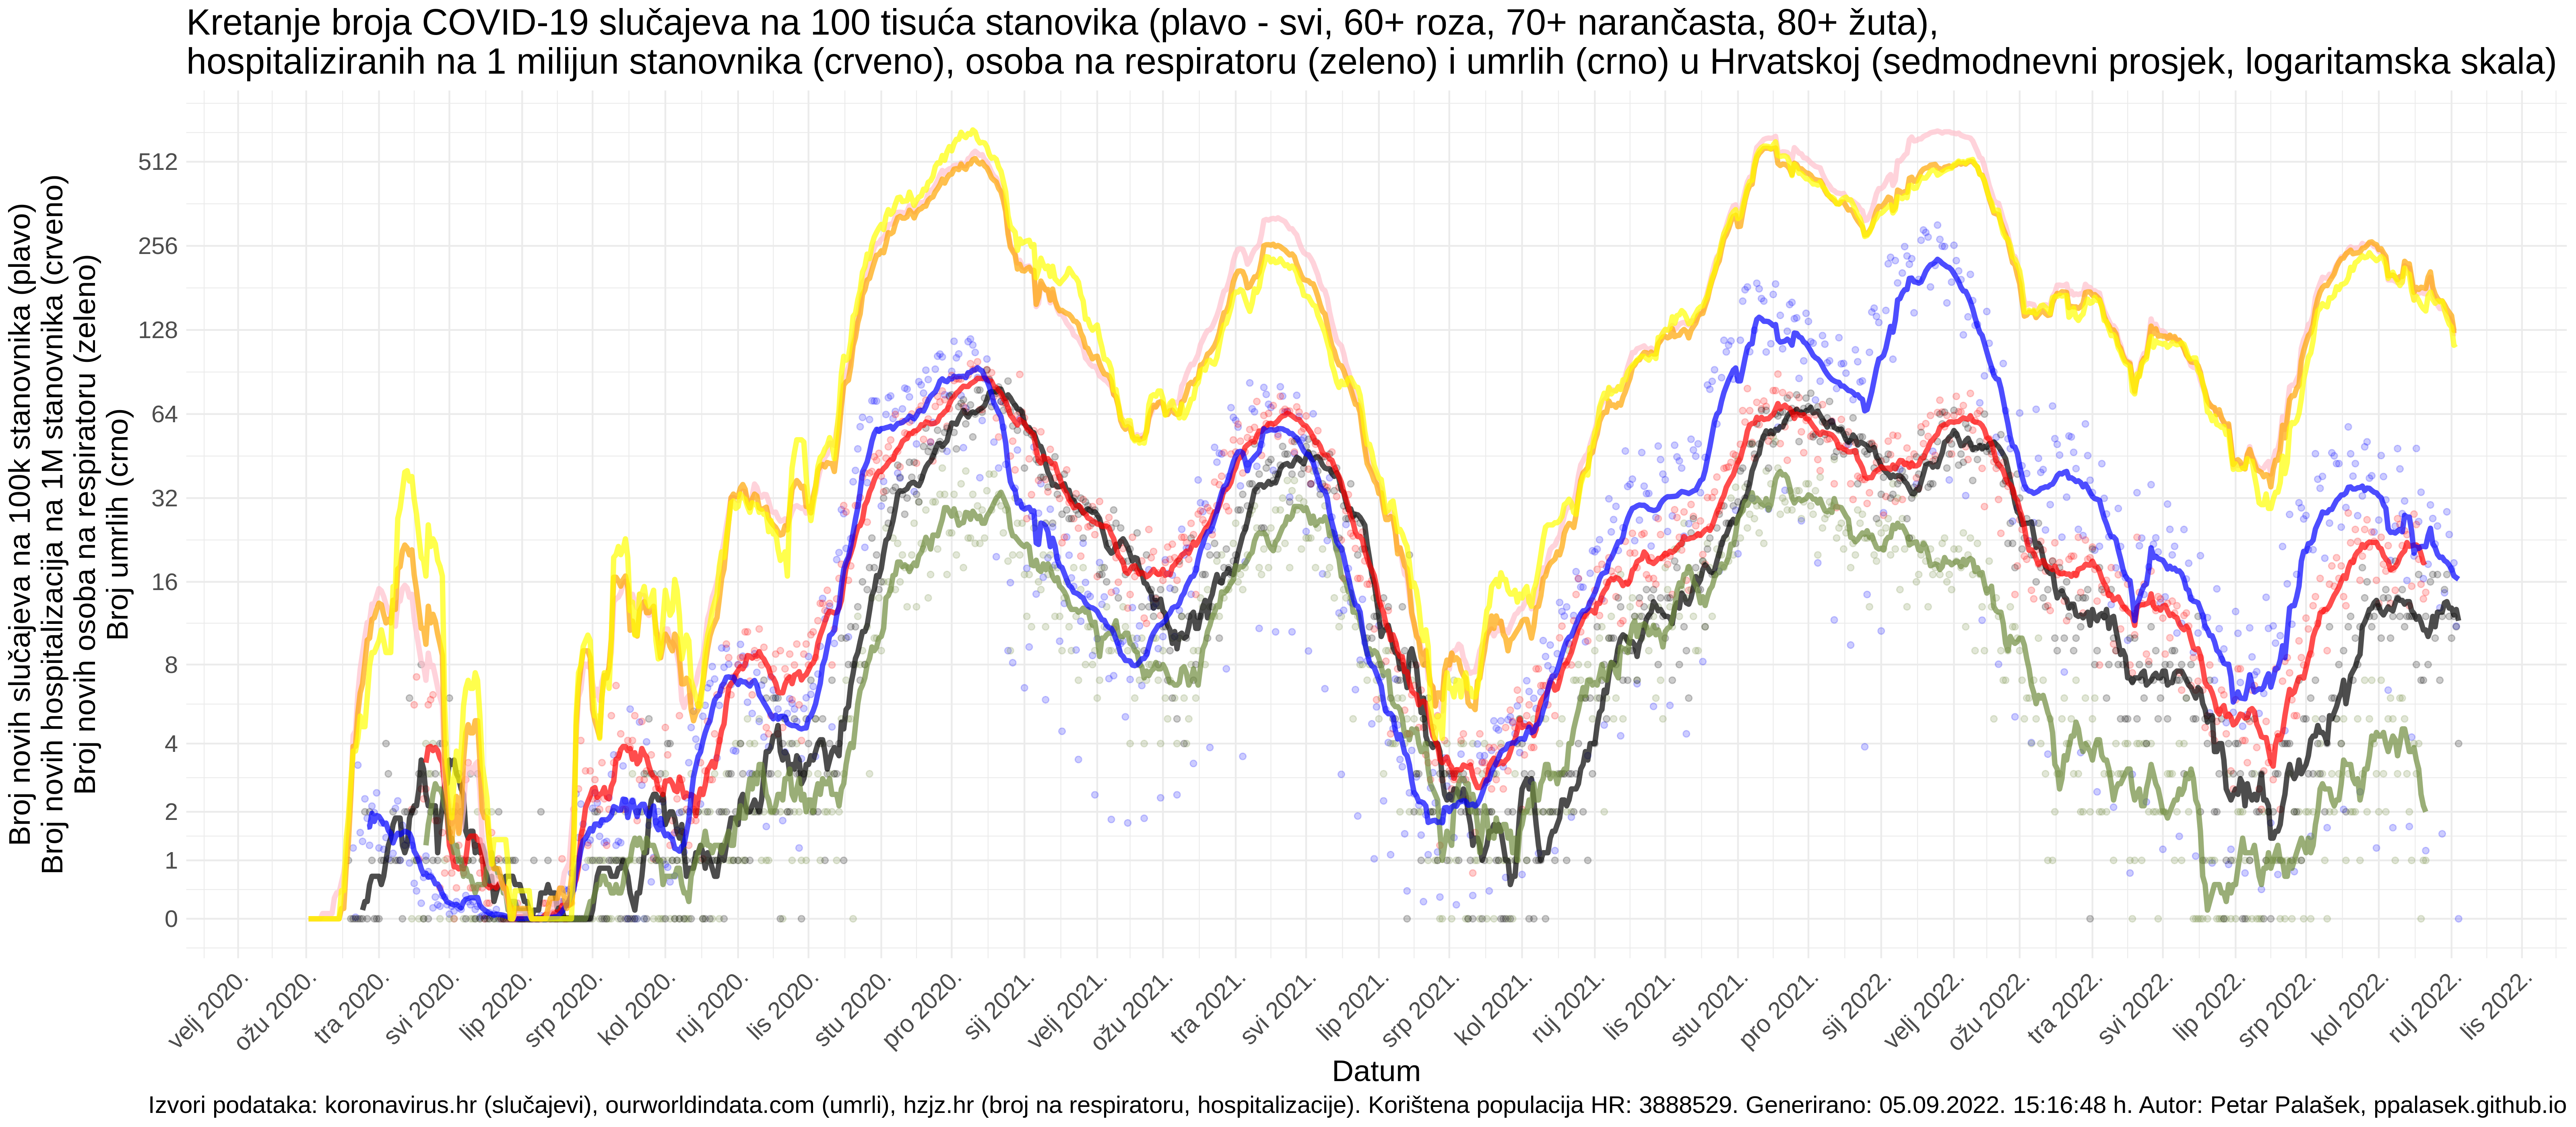 Kretanje broja COVID-19 slučajeva na 100 tisuća stanovika (plavo - svi, 60+ roza, 70+ narančasta, 80+ žuta),
hospitaliziranih na 1 milijun stanovnika (crveno), osoba na respiratoru (zeleno) i umrlih (crno) u Hrvatskoj (sedmodnevni prosjek, logaritamska skala)
Broj novih slučajeva na 100k stanovnika (plavo)
Broj novih hospitalizacija na 1M stanovnika (crveno)
Broj novih osoba na respiratoru (zeleno)
Broj umrlih (crno)
512
256
128
64
32
16
8
4
2
1
0
velj 2020.
ožu 2020.
tra 2020.
svi 2020.
lip 2020.
srp 2020.
kol 2020.
ruj 2020.
lis 2020.
stu 2020.
pro 2020.
sij 2021.
velj 2021.
ožu 2021.
tra 2021.
svi 2021.
lip 2021.
srp 2021.
kol 2021.
ruj 2021.
lis 2021.
stu 2021.
pro 2021.
sij 2022.
velj 2022.
ožu 2022.
tra 2022.
svi 2022.
lip 2022.
srp 2022.
kol 2022.
ruj 2022.
lis 2022.
Datum
Izvori podataka: koronavirus.hr (slučajevi), ourworldindata.com (umrli), hzjz.hr (broj na respiratoru, hospitalizacije). Korištena populacija HR: 3888529. Generirano: 05.09.2022. 15:16:48 h. Autor: Petar Palašek, ppalasek.github.io